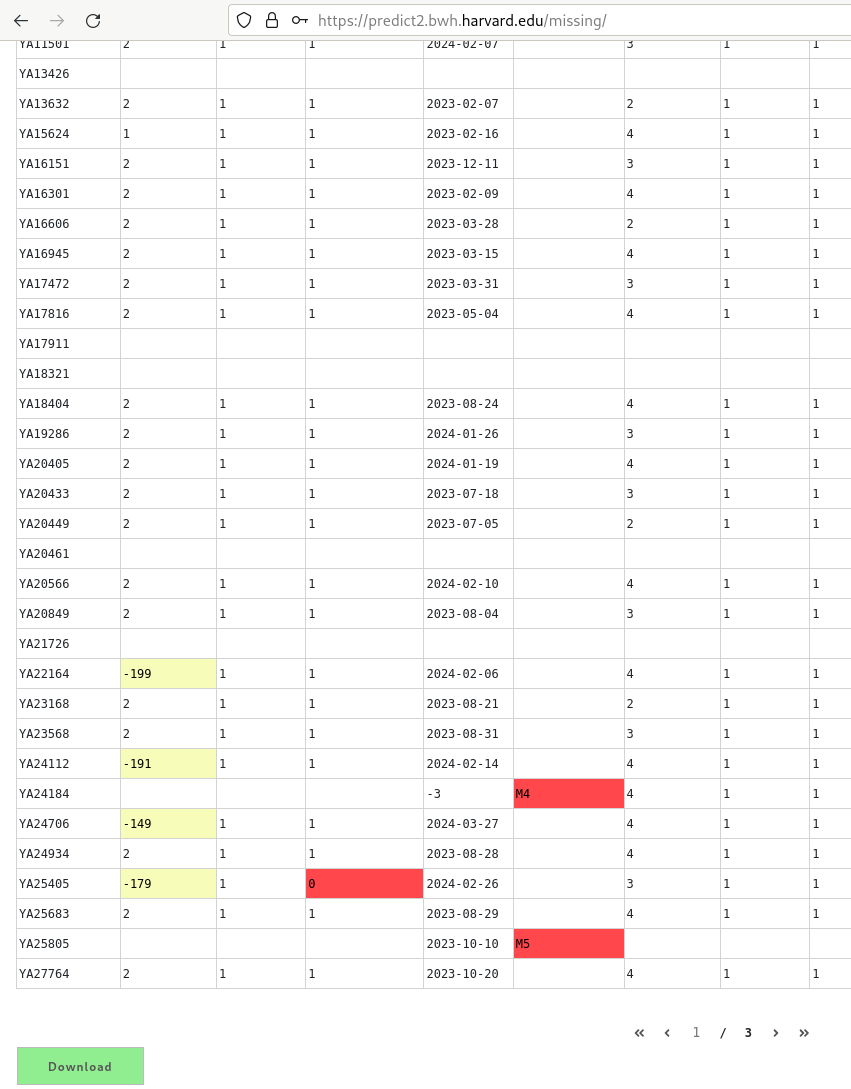 https://predict2.bwh.harvard.edu/missing/
YA11501 2 1 1 2024-02-07 3 1 1
YA13426
YA13632 2 1 1 2023-02-07 2 1 1
YA15624 1 1 1 2023-02-16 4 1 1
YA16151 2 1 1 2023-12-11 3 1 1
YA16301 2 1 1 2023-02-09 4 1 1
YA16606 2 1 1 2023-03-28 2 1 1
YA16945 2 1 1 2023-03-15 4 1 1
YA17472 2 1 1 2023-03-31 3 1 1
YA17816 2 1 1 2023-05-04 4 1 1
YA17911
YA18321
YA18404 2 1 1 2023-08-24 4 1 1
YA19286 2 1 1 2024-01-26 3 1 1
YA20405 2 1 1 2024-01-19 4 1 1
YA20433 2 1 1 2023-07-18 3 1 1
YA20449 2 1 1 2023-07-05 2 1 1
YA20461
YA20566 2 1 1 2024-02-10 4 1 1
YA20849 2 1 1 2023-08-04 3 1 1
YA21726
YA22164 -199 1 1 2024-02-06 4 1 1
YA23168 2 1 1 2023-08-21 2 1 1
YA23568 2 1 1 2023-08-31 3 1 1
YA24112 -191 1 1 2024-02-14 4 1 1
YA24184 -3 M4 4 1 1
YA24706 -149 1 1 2024-03-27 4 1 1
YA24934 2 1 1 2023-08-28 4 1 1
YA25405 -179 1 0 2024-02-26 3 1 1
YA25683 2 1 1 2023-08-29 4 1 1
YA25805 2023-10-10 M5
YA27764 2 1 1 2023-10-20 4 1 1
« ‹ 1 / 3 › »
Download